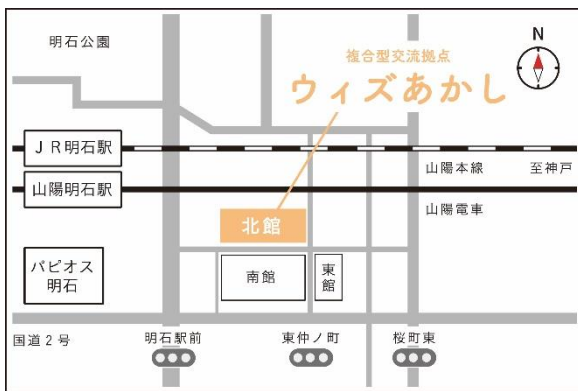 明石公園
複合型交流拠点
ウィズあかし
N
JR明石駅
山陽本線
至神戸
山陽明石駅
山陽電車
北館
パピオス
明石
南館
東
館
国道2号
明石駅前
東仲ノ町
桜町東